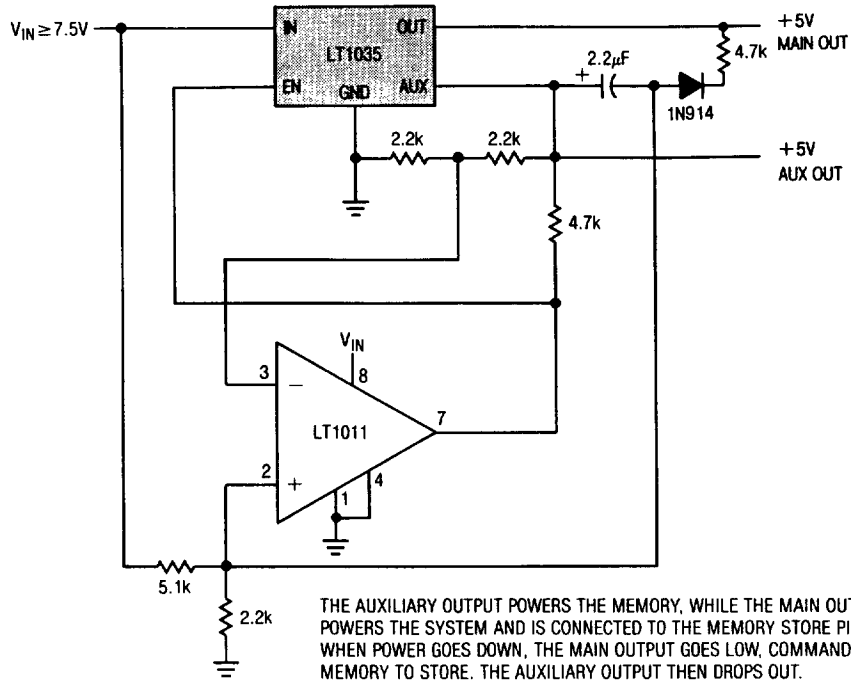 VIN ≥ 7.5V
IN
OUT
LT1035
EN
GND
AUX
+5V
MAIN OUT
4.7k
2.2µF
+
1N914
2.2k
2.2k
+5V
AUX OUT
4.7k
VIN
3
−
8
LT1011
7
2
+
1
4
5.1k
2.2k
THE AUXILIARY OUTPUT POWERS THE MEMORY, WHILE THE MAIN OUT
POWERS THE SYSTEM AND IS CONNECTED TO THE MEMORY STORE PI
WHEN POWER GOES DOWN, THE MAIN OUTPUT GOES LOW, COMMAND
MEMORY TO STORE. THE AUXILIARY OUTPUT THEN DROPS OUT.